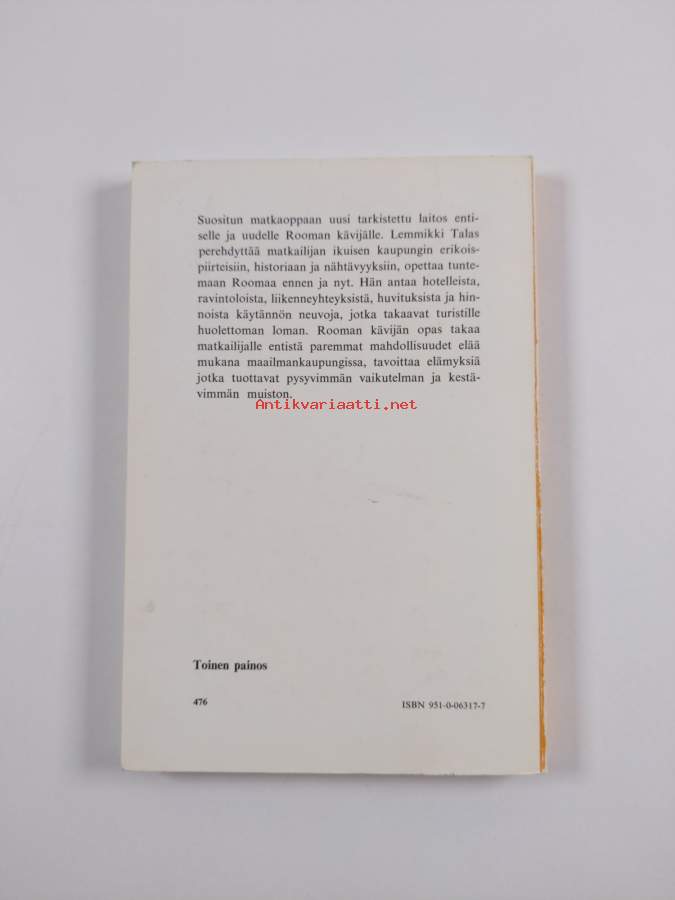 Suositun matkaoppaan uusi tarkistettu laitos enti-
selle ja uudelle Rooman kävijälle. Lemmikki Talas
perehdyttää matkailijan ikuisen kaupungin erikois-
piirteisiin, historiaan ja nähtävyyksiin, opettaa tunte-
maan Roomaa ennen ja nyt. Hän antaa hotelleista,
ravintoloista, liikenneyhteyksistä, huvituksista ja hin-
noista käytännön neuvoja, jotka takaavat turistille
huolettoman loman. Rooman kävijän opas takaa
matkailijalle entistä paremmat mahdollisuudet elää
mukana maailmankaupungissa, tavoittaa elämyksiä
jotka tuottavat pysyvimmän vaikutelman ja kestä-
vimmän muiston.
Antikvariaatti.net
Toinen painos
476
ISBN 951-0-06317-7